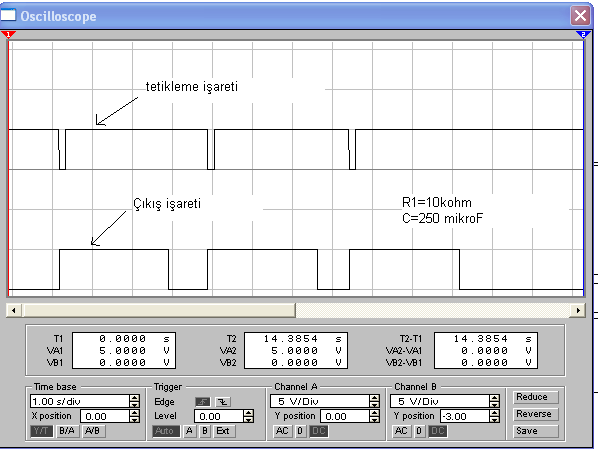 Oscilloscope
1 2
tetikleme işareti
Çıkış işareti
R1=10kohm
C=250 mikroF
T1 0.0000 s T2 14.3854 s T2-T1 14.3854 s
VA1 5.0000 V VA2 5.0000 V VA2-VA1 0.0000 V
VB1 0.0000 V VB2 0.0000 V VB2-VB1 0.0000 V
Time base Trigger Channel A Channel B
1.00 s/div Edge 5 V/Div 5 V/Div Reduce
X position 0.00 Level 0.00 Y position 0.00 Y position -3.00 Reverse
Y/T B/A A/B Auto A B Ext AC 0 DC AC 0 DC Save